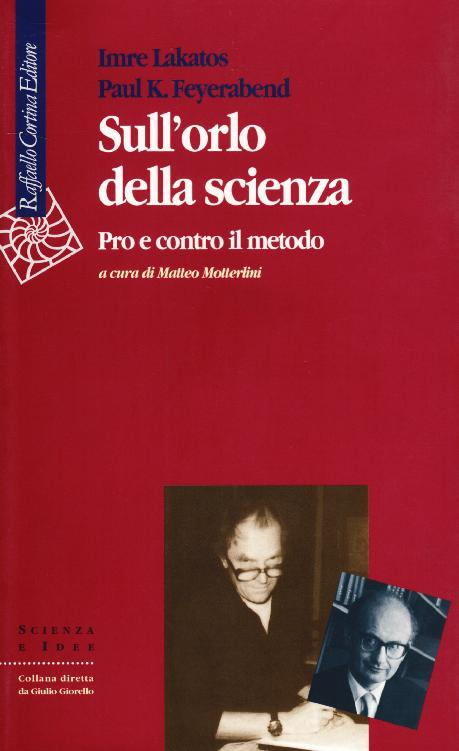 Raffaello Cortina Editore
Imre Lakatos
Paul K. Feyerabend
Sull'orlo
della scienza
Pro e contro il metodo
a cura di Matteo Motterlini
SCIENZA
E IDEE
Collana diretta
da Giulio Giorello